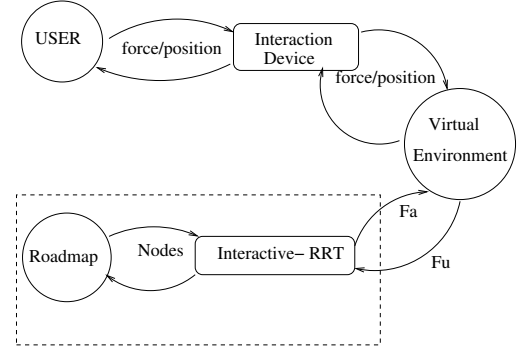 USER
force/position
Interaction
Device
force/position
Virtual
Environment
Fa
Roadmap
Nodes
Interactive− RRT
Fu